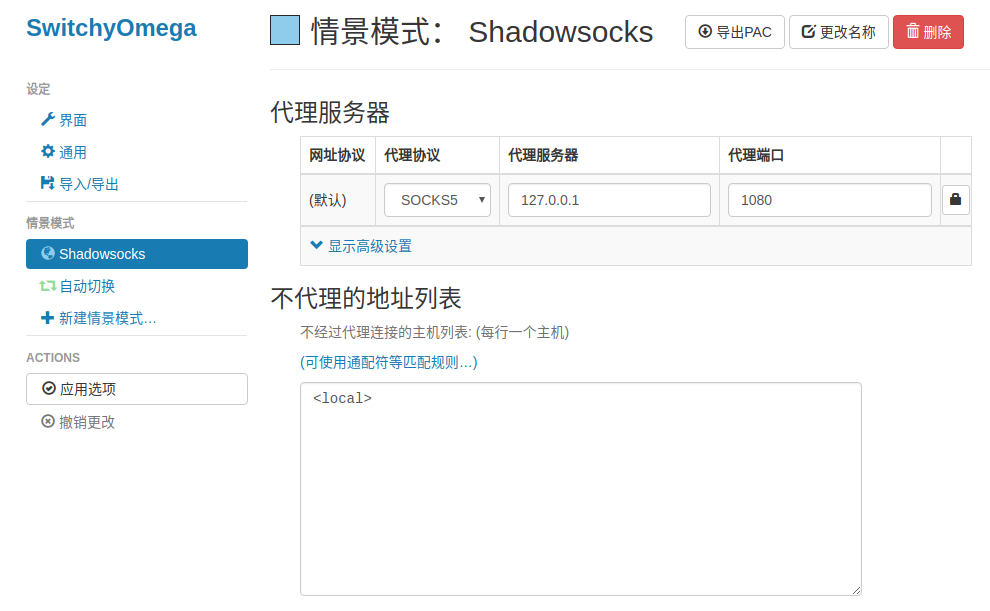 SwitchyOmega
设定
界面
通用
导入/导出
情景模式
Shadowsocks
自动切换
新建情景模式…
ACTIONS
应用选项
撤销更改
情景模式： Shadowsocks
导出PAC 更改名称 删除
代理服务器
网址协议 代理协议 代理服务器 代理端口
(默认) SOCKS5 127.0.0.1 1080
显示高级设置
不代理的地址列表
不经过代理连接的主机列表: (每行一个主机)
(可使用通配符等匹配规则…)
<local>